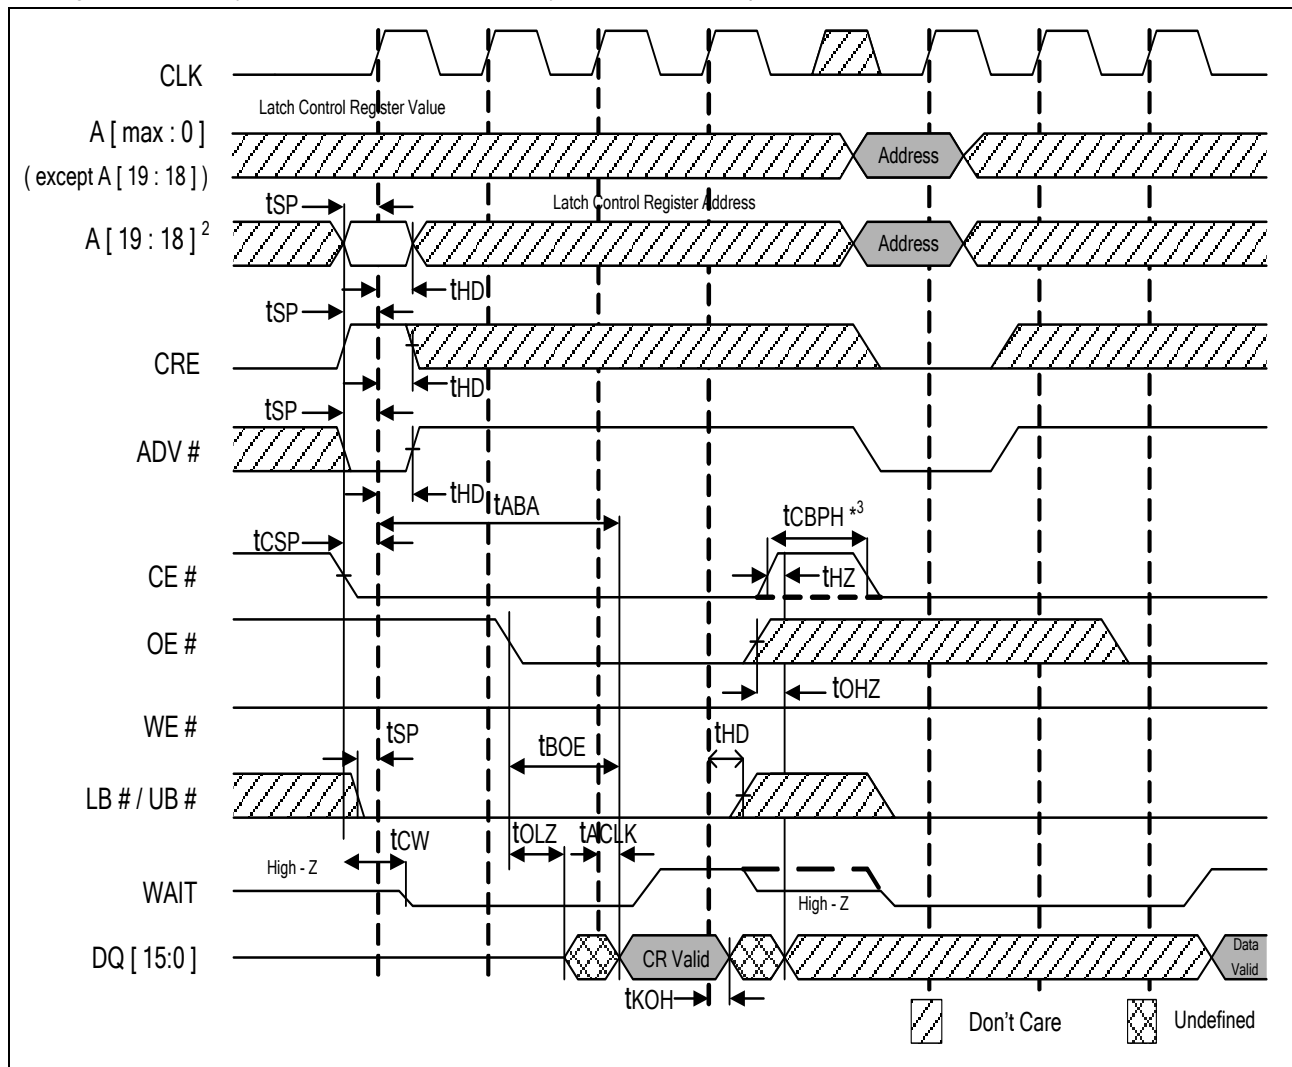 CLK
Latch Control Register Value
A [ max : 0 ]
Address
( except A [ 19 : 18 ] )
tSP
Latch Control Register Address
A [ 19 : 18 ] 2
Address
tHD
tSP
CRE
tHD
tSP
ADV #
tHD
tABA
tCBPH *3
tCSP
CE #
tHZ
OE #
tOHZ
WE #
tSP
tHD
tBOE
LB # / UB #
tCW
tOLZ
tACLK
High - Z
WAIT
High - Z
DQ [ 15:0 ]
CR Valid
Data
Valid
tKOH
Don't Care
Undefined